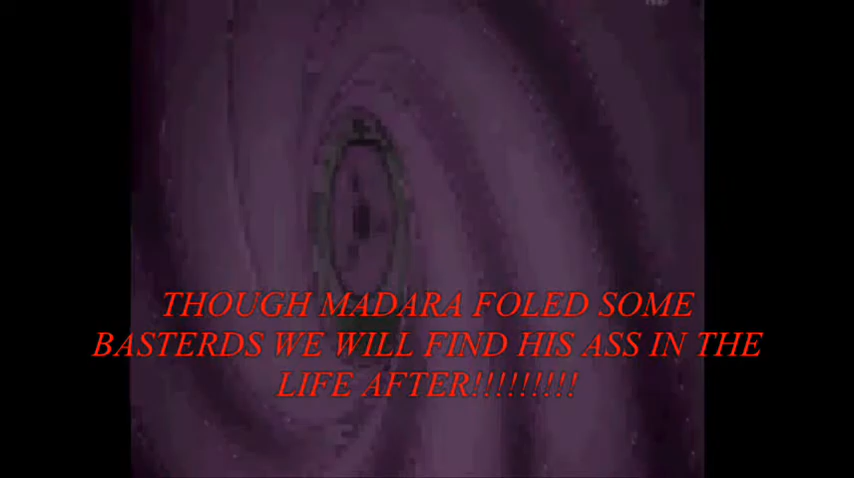 THOUGH MADARA FOLED SOME
BASTERDS WE WILL FIND HIS ASS IN THE
LIFE AFTER!!!!!!!!!